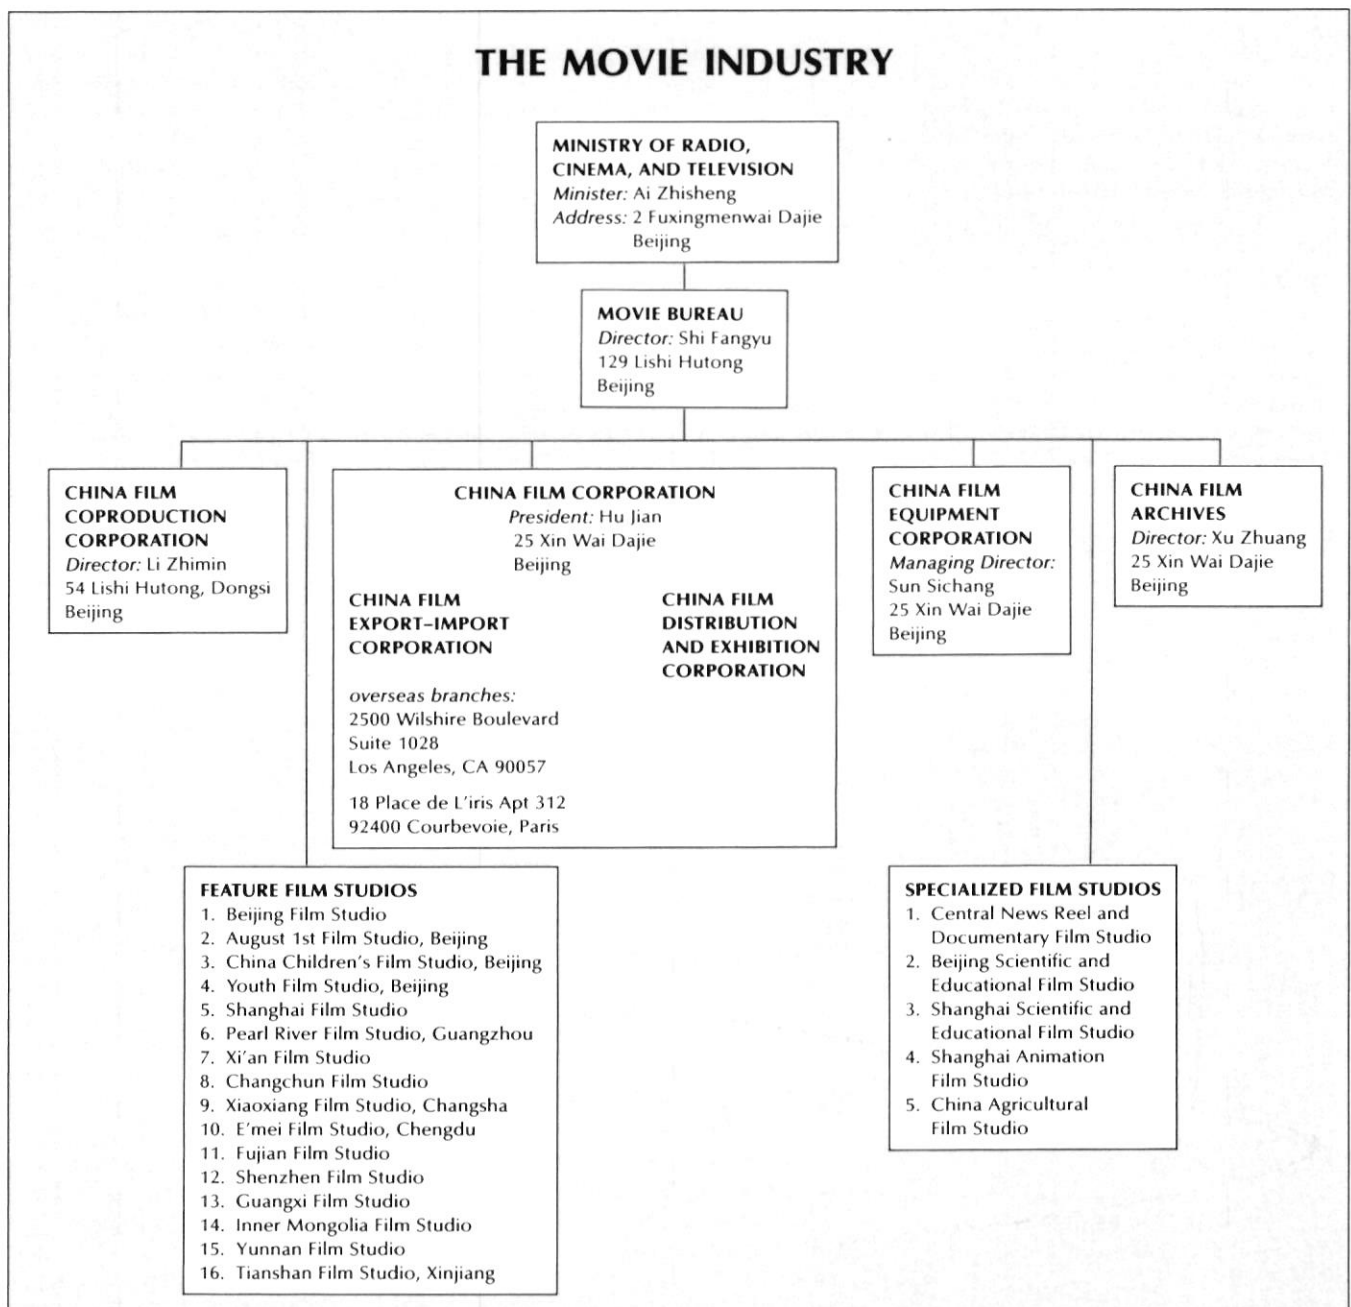 THE MOVIE INDUSTRY
MINISTRY OF RADIO,
CINEMA, AND TELEVISION
Minister: Ai Zhisheng
Address: 2 Fuxingmenwai Dajie
Beijing
MOVIE BUREAU
Director: Shi Fangyu
129 Lishi Hutong
Beijing
CHINA FILM
COPRODUCTION
CORPORATION
Director: Li Zhimin
54 Lishi Hutong, Dongsi
Beijing
CHINA FILM CORPORATION
President: Hu Jian
25 Xin Wai Dajie
Beijing
CHINA FILM
EXPORT–IMPORT
CORPORATION
overseas branches:
2500 Wilshire Boulevard
Suite 1028
Los Angeles, CA 90057
18 Place de L'iris Apt 312
92400 Courbevoie, Paris
CHINA FILM
DISTRIBUTION
AND EXHIBITION
CORPORATION
CHINA FILM
EQUIPMENT
CORPORATION
Managing Director:
Sun Sichang
25 Xin Wai Dajie
Beijing
CHINA FILM
ARCHIVES
Director: Xu Zhuang
25 Xin Wai Dajie
Beijing
FEATURE FILM STUDIOS
1. Beijing Film Studio
2. August 1st Film Studio, Beijing
3. China Children's Film Studio, Beijing
4. Youth Film Studio, Beijing
5. Shanghai Film Studio
6. Pearl River Film Studio, Guangzhou
7. Xi'an Film Studio
8. Changchun Film Studio
9. Xiaoxiang Film Studio, Changsha
10. E'mei Film Studio, Chengdu
11. Fujian Film Studio
12. Shenzhen Film Studio
13. Guangxi Film Studio
14. Inner Mongolia Film Studio
15. Yunnan Film Studio
16. Tianshan Film Studio, Xinjiang
SPECIALIZED FILM STUDIOS
1. Central News Reel and
Documentary Film Studio
2. Beijing Scientific and
Educational Film Studio
3. Shanghai Scientific and
Educational Film Studio
4. Shanghai Animation
Film Studio
5. China Agricultural
Film Studio